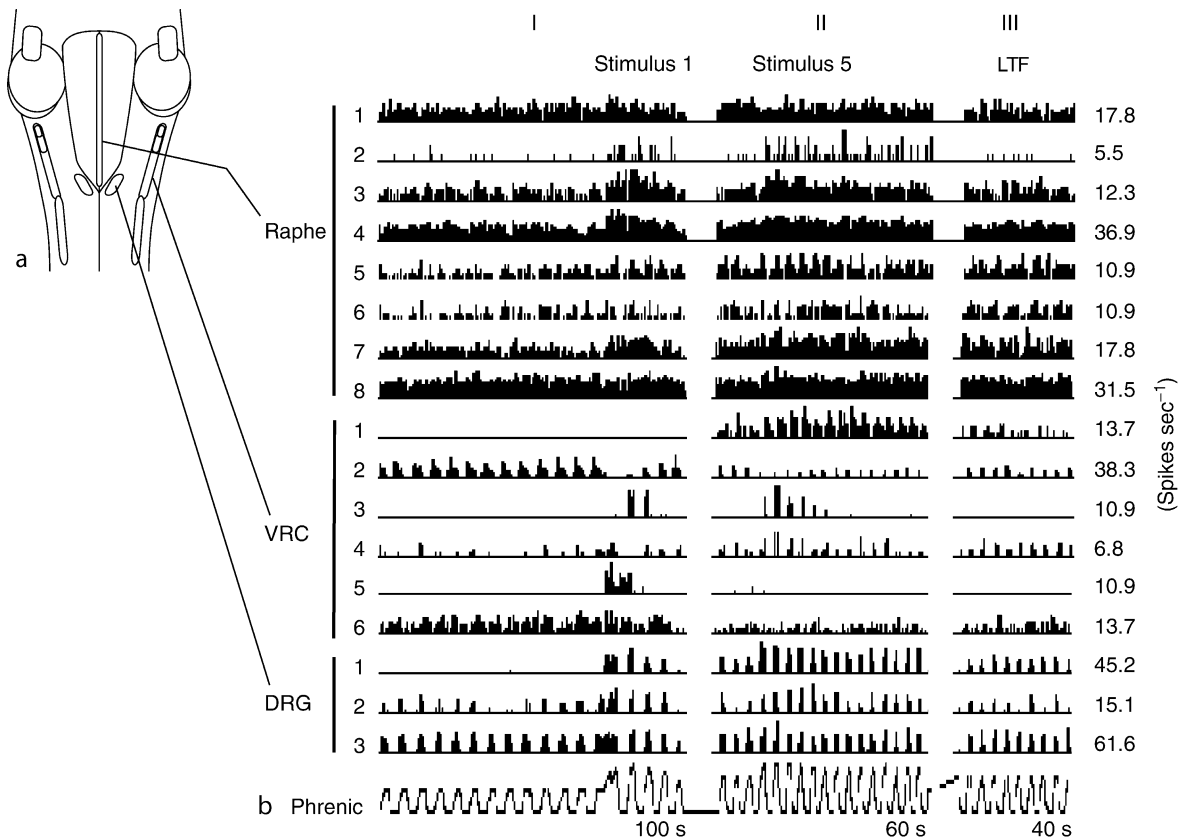 I II III
Stimulus 1 Stimulus 5 LTF
1 17.8
2 5.5
3 12.3
Raphe 4 36.9
a
5 10.9
6 10.9
7 17.8
8 31.5
1 13.7
2 38.3
3 10.9
VRC
4 6.8
5 10.9
6 13.7
1 45.2
DRG 2 15.1
3 61.6
(Spikes sec⁻¹)
b Phrenic
100 s 60 s 40 s